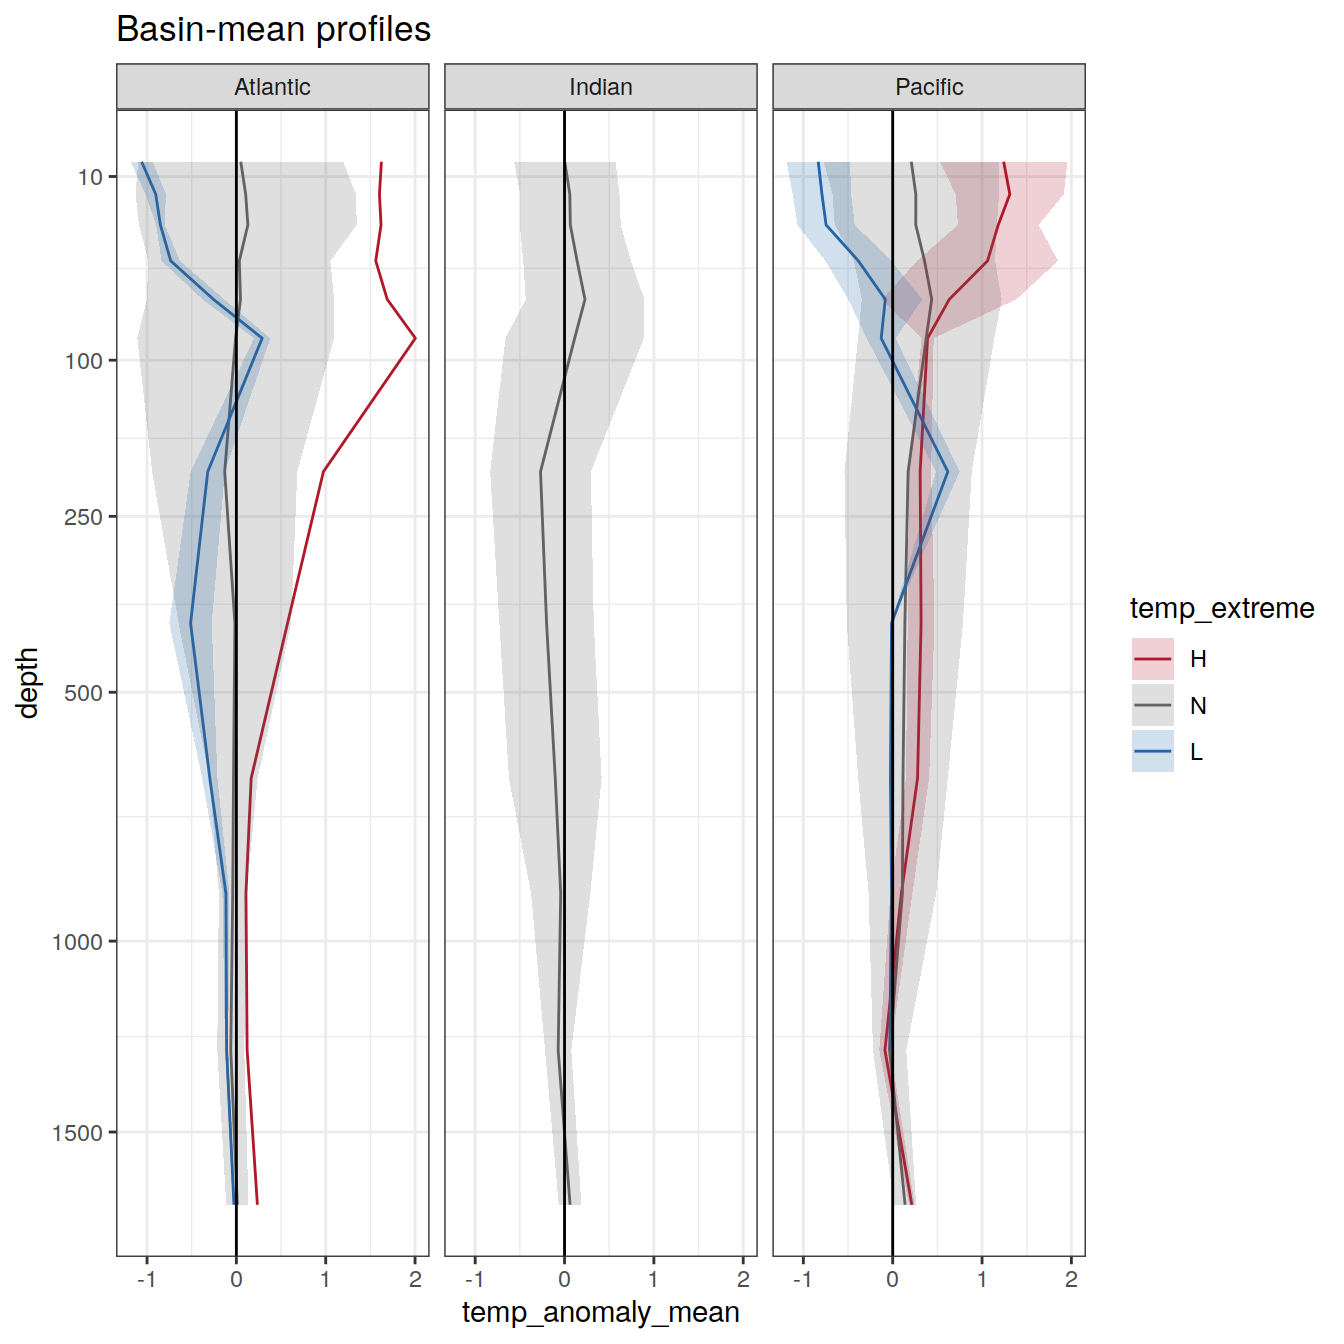 Basin-mean profiles
Atlantic Indian Pacific
10
100
250
500
1000
1500
depth
-1 0 1 2 -1 0 1 2 -1 0 1 2
temp_anomaly_mean
temp_extreme
H
N
L